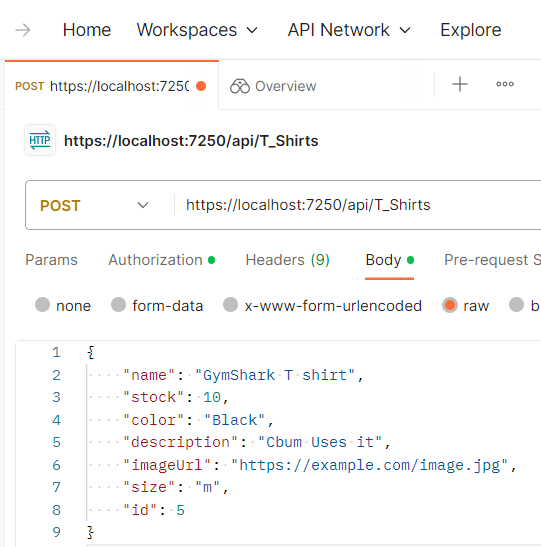 Home Workspaces API Network Explore
POST https://localhost:7250 Overview
HTTP https://localhost:7250/api/T_Shirts
POST https://localhost:7250/api/T_Shirts
Params Authorization Headers (9) Body Pre-request S
none form-data x-www-form-urlencoded raw b
1 {
2 "name": "GymShark T shirt",
3 "stock": 10,
4 "color": "Black",
5 "description": "Cbum Uses it",
6 "imageUrl": "https://example.com/image.jpg",
7 "size": "m",
8 "id": 5
9 }